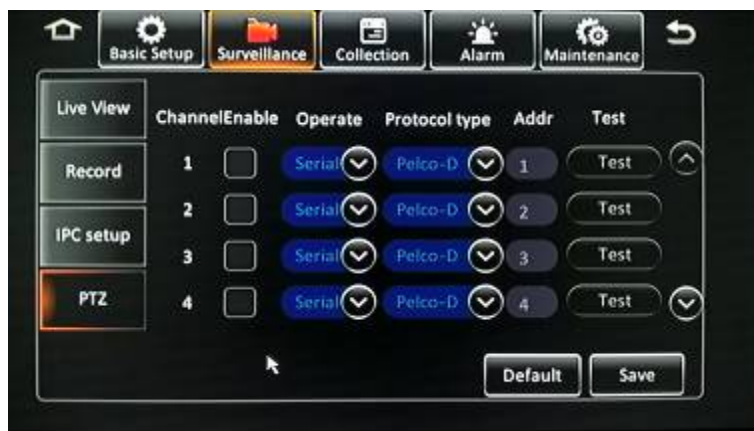 Basic Setup Surveillance Collection Alarm Maintenance
Live View
Record
IPC setup
PTZ
Channel Enable Operate Protocol type Addr Test
1 Serial Pelco-D 1 Test
2 Serial Pelco-D 2 Test
3 Serial Pelco-D 3 Test
4 Serial Pelco-D 4 Test
Default Save